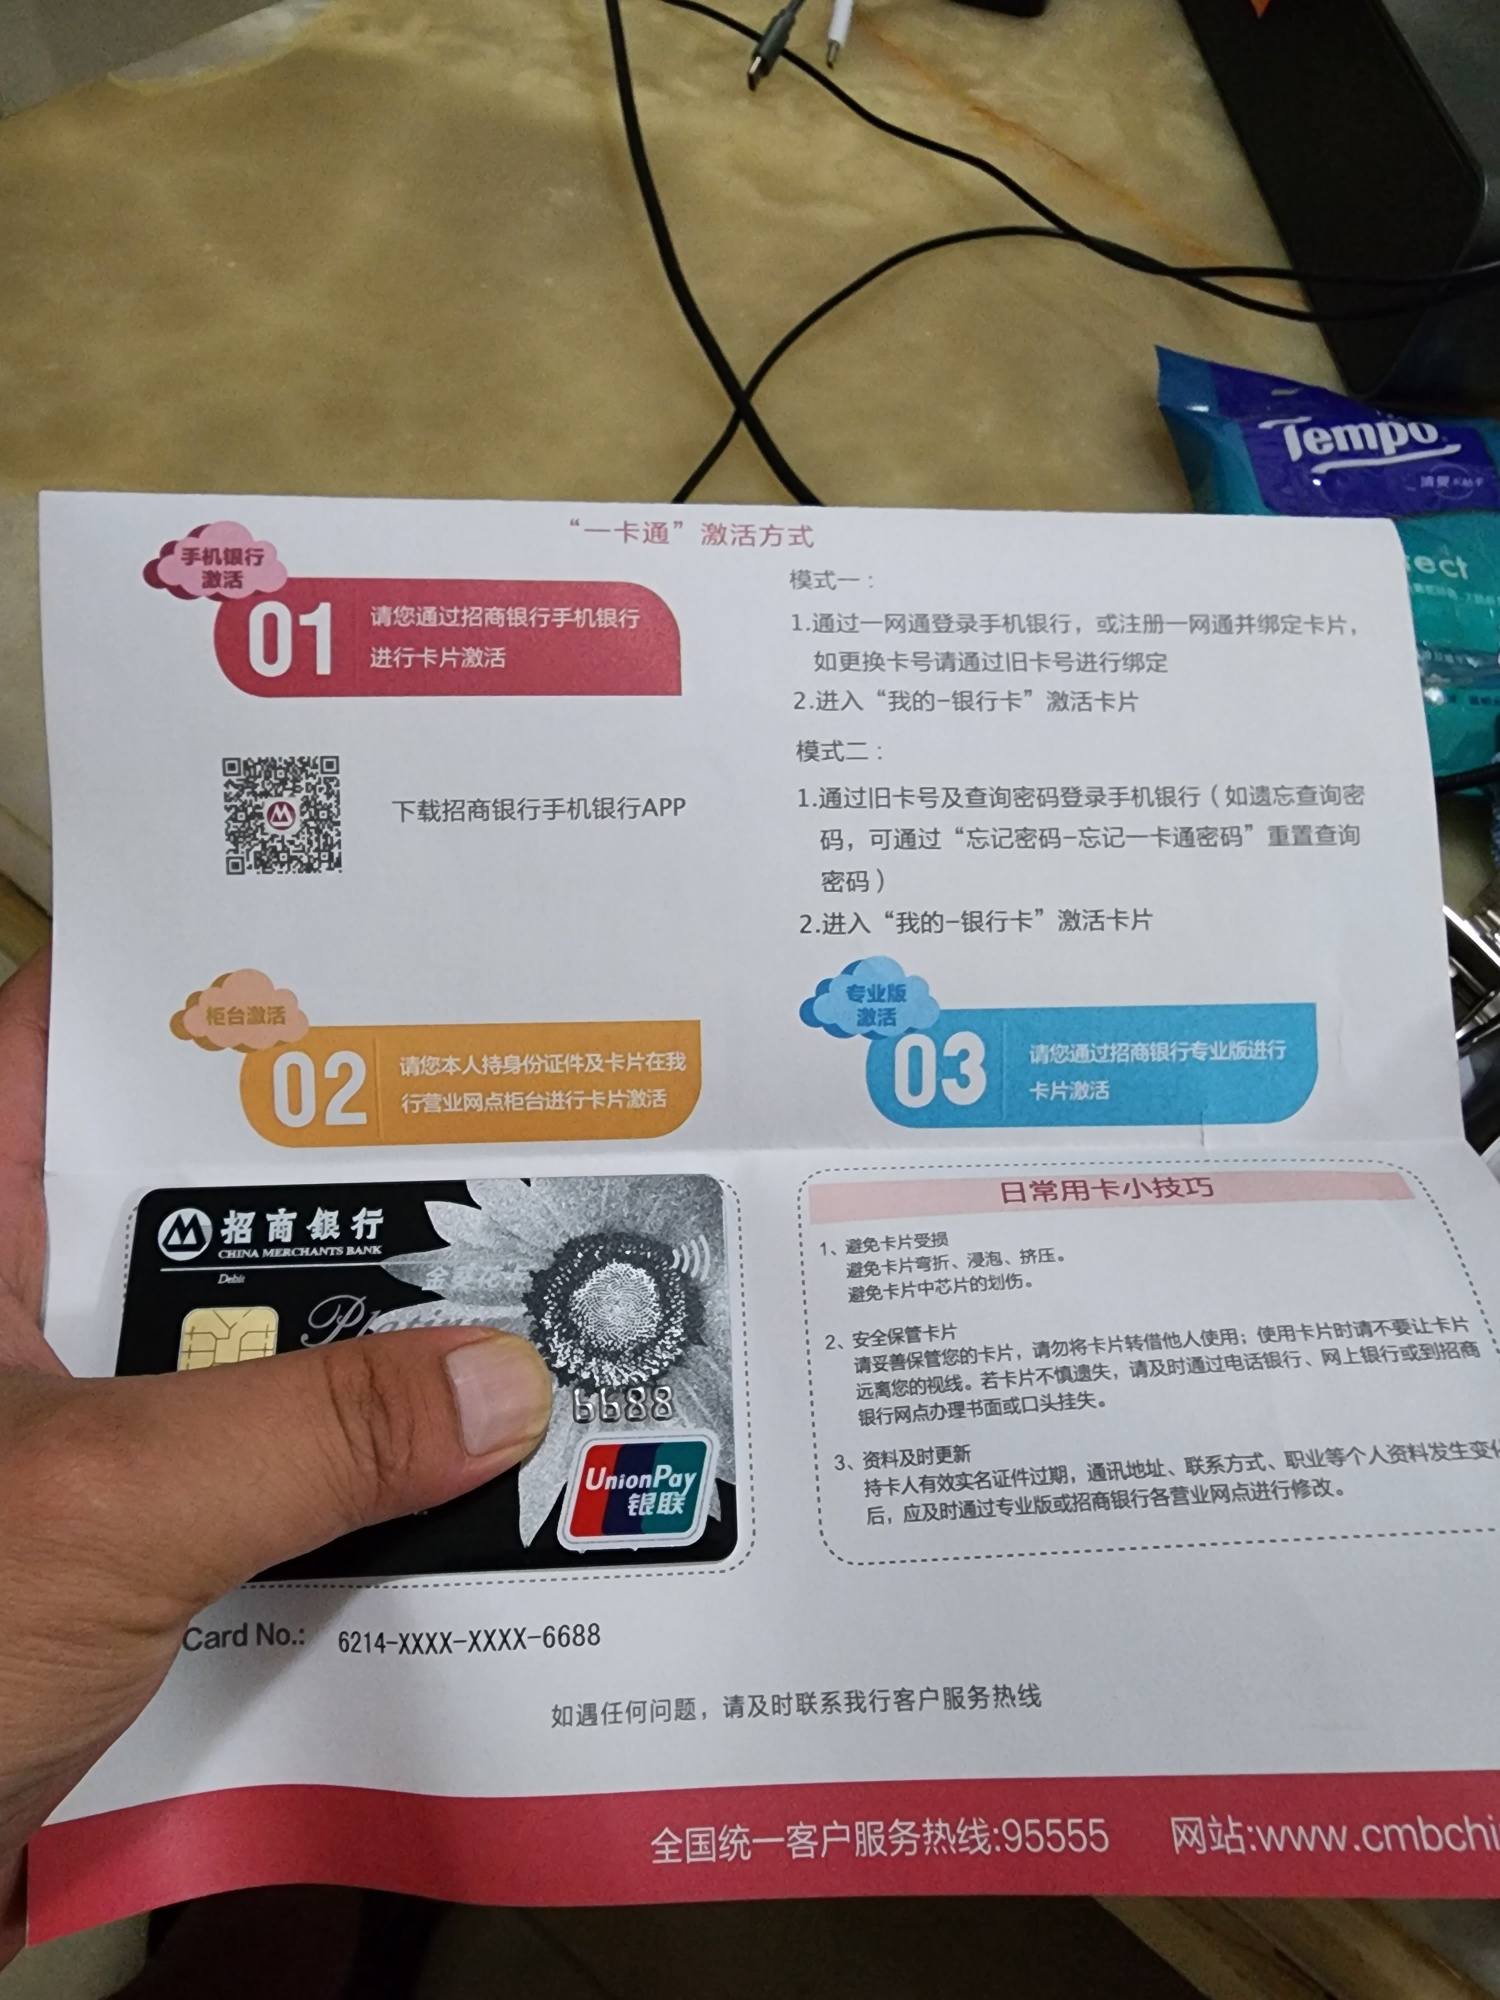 Tempo
sect
“一卡通”激活方式
手机银行
激活
01
请您通过招商银行手机银行
进行卡片激活
下载招商银行手机银行APP
模式一：
1.通过一网通登录手机银行，或注册一网通并绑定卡片，
如更换卡号请通过旧卡号进行绑定
2.进入“我的-银行卡”激活卡片
模式二：
1.通过旧卡号及查询密码登录手机银行（如遗忘查询密
码，可通过“忘记密码-忘记一卡通密码”重置查询
密码）
2.进入“我的-银行卡”激活卡片
柜台激活
02
请您本人持身份证件及卡片在我
行营业网点柜台进行卡片激活
专业版
激活
03
请您通过招商银行专业版进行
卡片激活
招商銀行
CHINA MERCHANTS BANK
Debit
6688
UnionPay
银联
日常用卡小技巧
1、避免卡片受损
避免卡片弯折、浸泡、挤压。
避免卡片中芯片的划伤。
2、安全保管卡片
请妥善保管您的卡片，请勿将卡片转借他人使用；使用卡片时请不要让卡片
远离您的视线。若卡片不慎遗失，请及时通过电话银行、网上银行或到招商
银行网点办理书面或口头挂失。
3、资料及时更新
持卡人有效实名证件过期，通讯地址、联系方式、职业等个人资料发生变化
后，应及时通过专业版或招商银行各营业网点进行修改。
Card No.: 6214-XXXX-XXXX-6688
如遇任何问题，请及时联系我行客户服务热线
全国统一客户服务热线:95555 网站:www.cmbchi